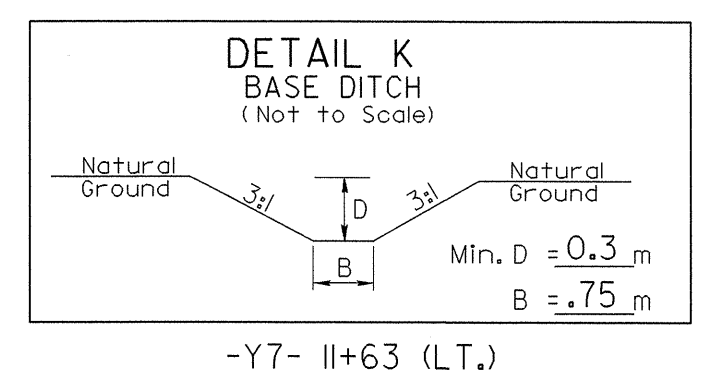 DETAIL K
BASE DITCH
(Not to Scale)
Natural
Ground
3:1
D
3:1
Natural
Ground
B
Min. D = 0.3 m
B = .75 m
-Y7- 11+63 (LT.)